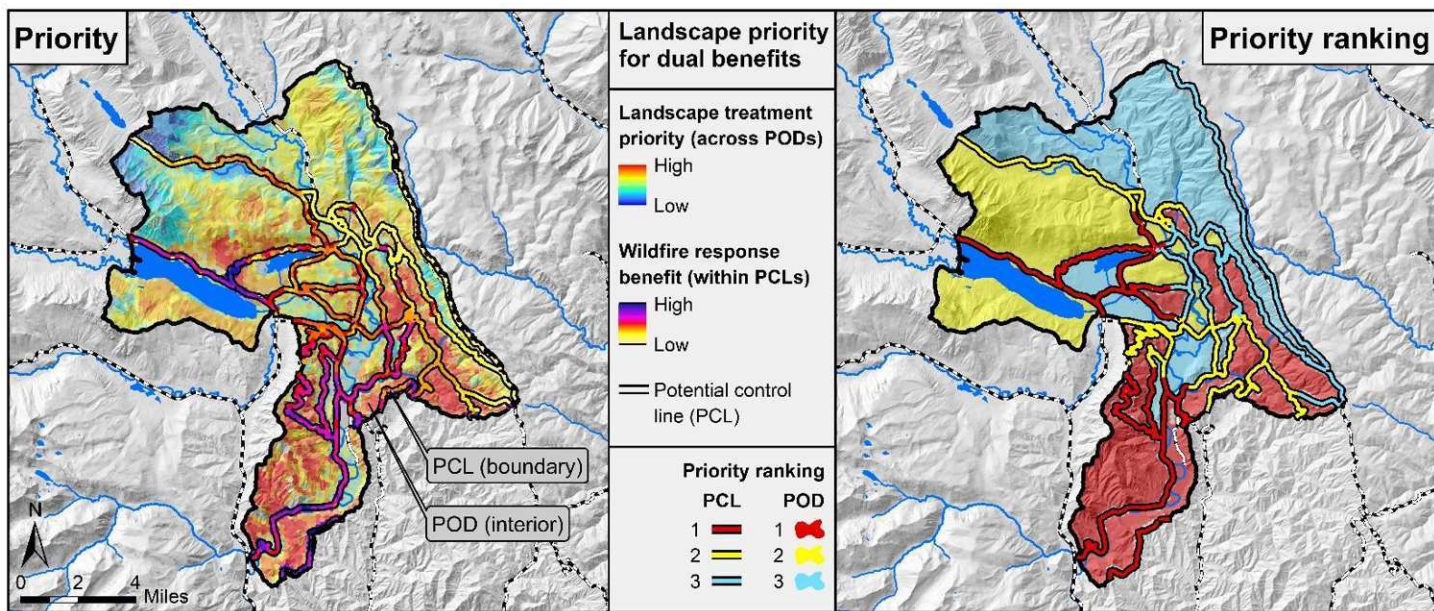 Priority
PCL (boundary)
POD (interior)
N
0 2 4
Miles
Landscape priority
for dual benefits
Landscape treatment
priority (across PODs)
High
Low
Wildfire response
benefit (within PCLs)
High
Low
Potential control
line (PCL)
Priority ranking
PCL POD
1 1
2 2
3 3
Priority ranking